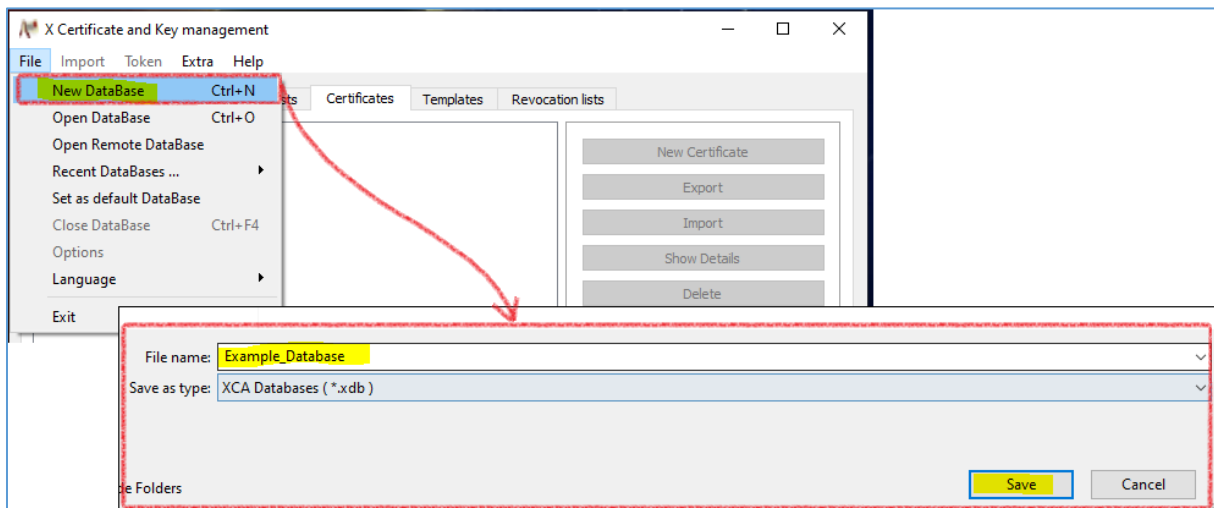 X Certificate and Key management
File Import Token Extra Help
New DataBase Ctrl+N
Certificates Templates Revocation lists
Open DataBase Ctrl+O
Open Remote DataBase
Recent DataBases ...
Set as default DataBase
Close DataBase Ctrl+F4
Options
Language
Exit
New Certificate
Export
Import
Show Details
Delete
File name: Example_Database
Save as type: XCA Databases ( *.xdb )
Folders
Save Cancel